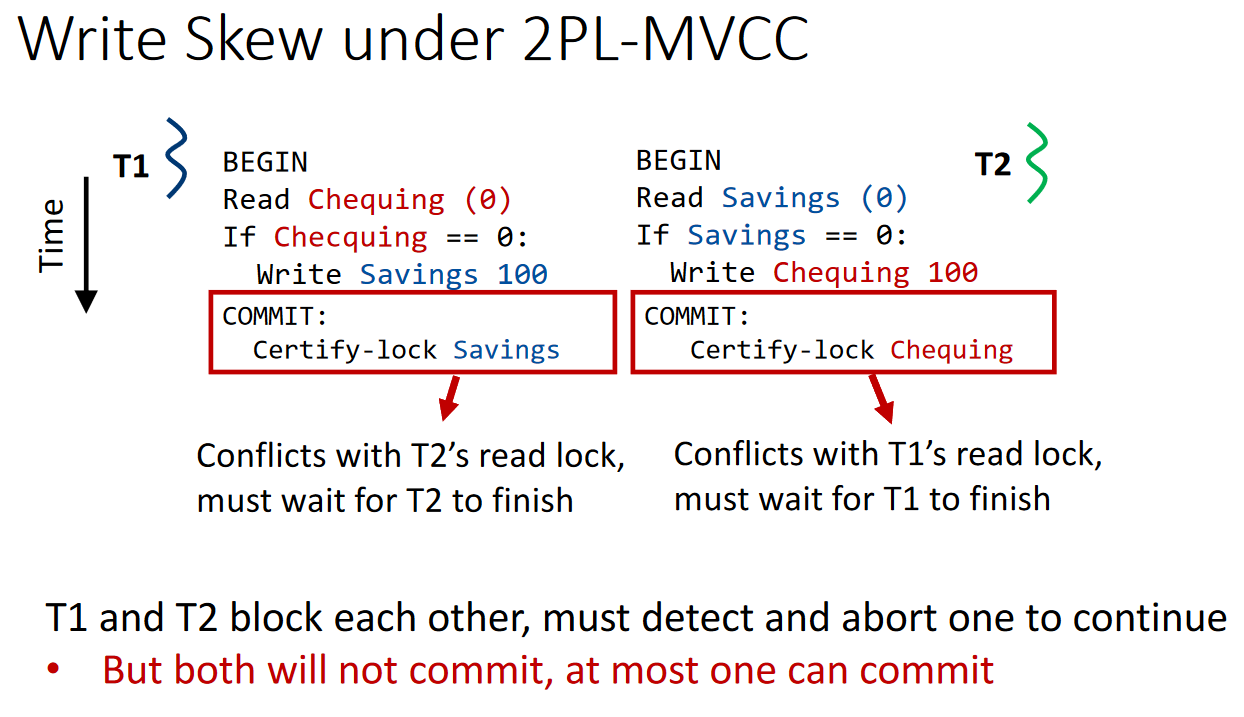 Write Skew under 2PL-MVCC
Time
T1
BEGIN
Read Chequing (0)
If Checquing == 0:
Write Savings 100
COMMIT:
Certify-lock Savings
Conflicts with T2’s read lock,
must wait for T2 to finish
T2
BEGIN
Read Savings (0)
If Savings == 0:
Write Chequing 100
COMMIT:
Certify-lock Chequing
Conflicts with T1’s read lock,
must wait for T1 to finish
T1 and T2 block each other, must detect and abort one to continue
• But both will not commit, at most one can commit